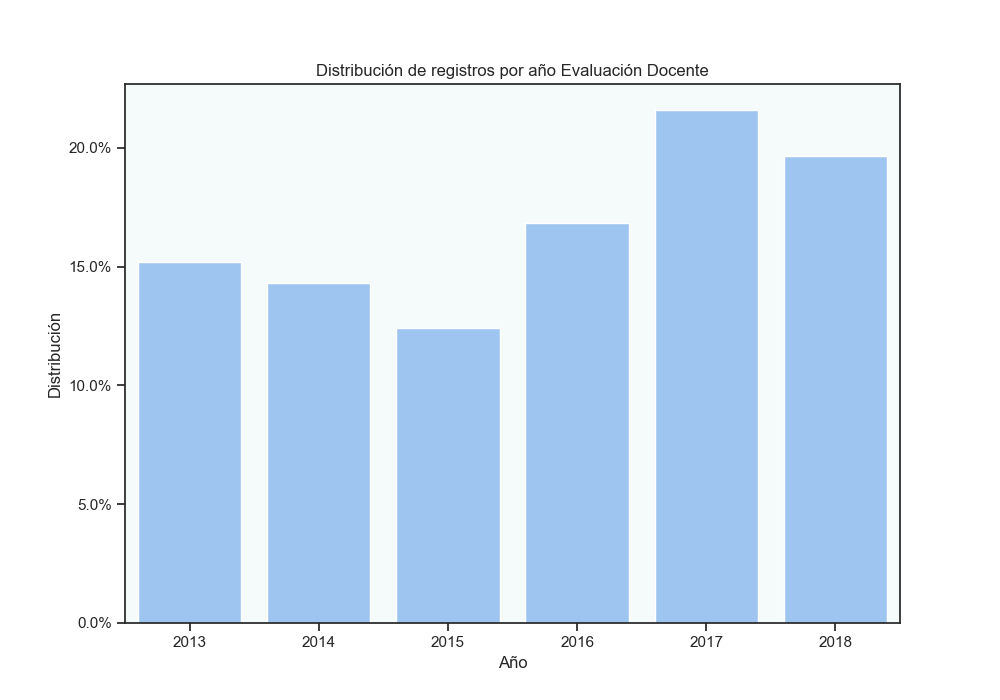 Distribución de registros por año Evaluación Docente
20.0%
15.0%
10.0%
5.0%
0.0%
Distribución
2013 2014 2015 2016 2017 2018
Año